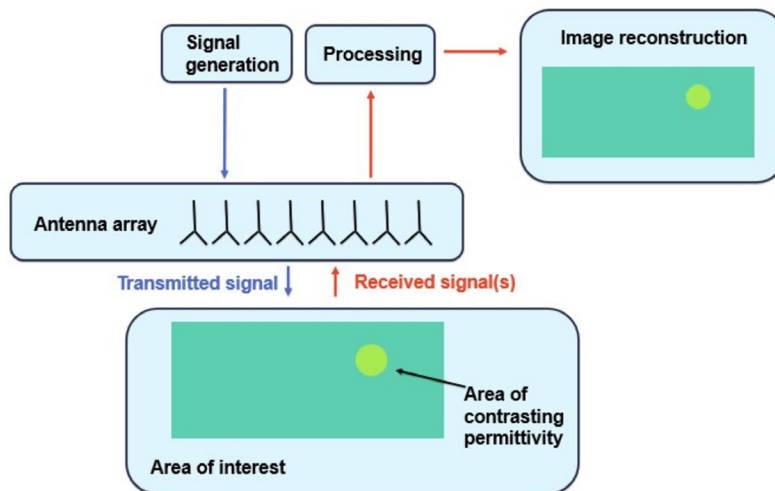 Signal
generation
Processing
Image reconstruction
Antenna array
Transmitted signal
Received signal(s)
Area of
contrasting
permittivity
Area of interest